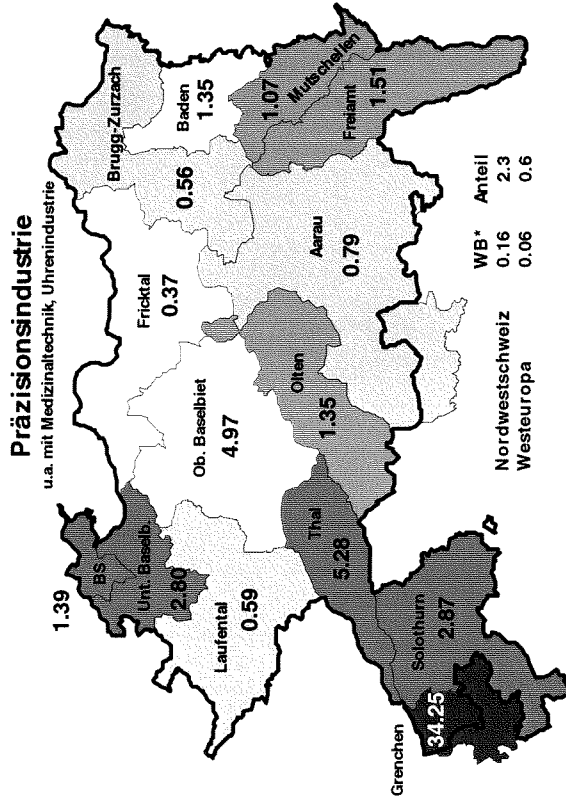 Präzisionsindustrie
u.a. mit Medizinaltechnik, Uhrenindustrie
1.39
BS
Unt. Baselb.
2.80
Laufental
0.59
Ob. Baselbiet
4.97
Fricktal
0.37
Brugg-Zurzach
0.56
Baden
1.35
Mutschellen
1.07
Freiamt
1.51
Aarau
0.79
Olten
1.35
Thal
5.28
Solothurn
2.87
Grenchen
34.25
WB* Anteil
Nordwestschweiz 0.16 2.3
Westeuropa 0.06 0.6